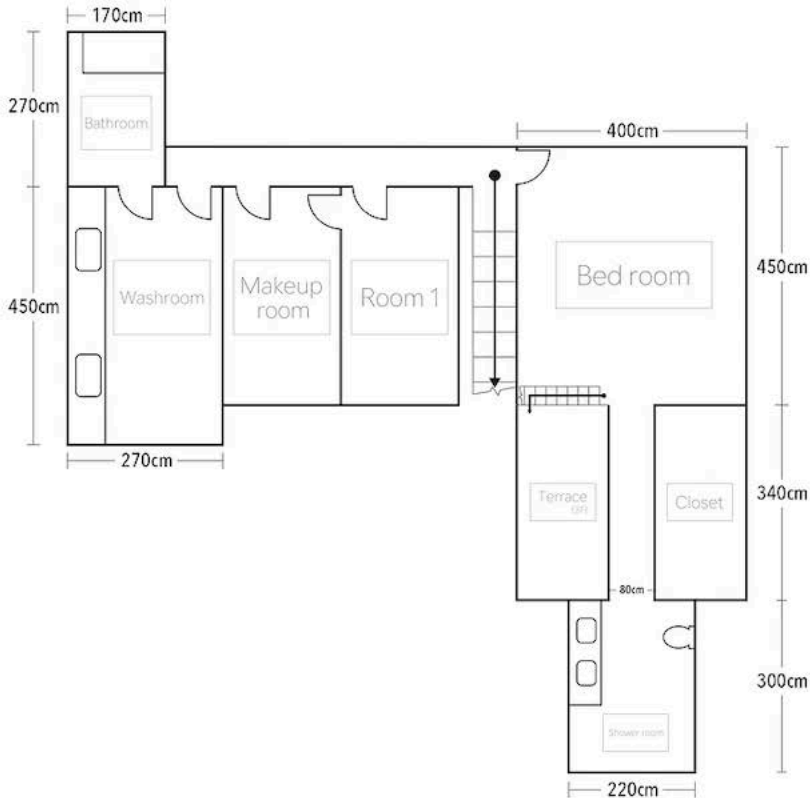 170cm
270cm
Bathroom
400cm
450cm
Washroom
Makeup
room
Room 1
Bed room
450cm
270cm
Terrace
Closet
340cm
80cm
300cm
Shower room
220cm